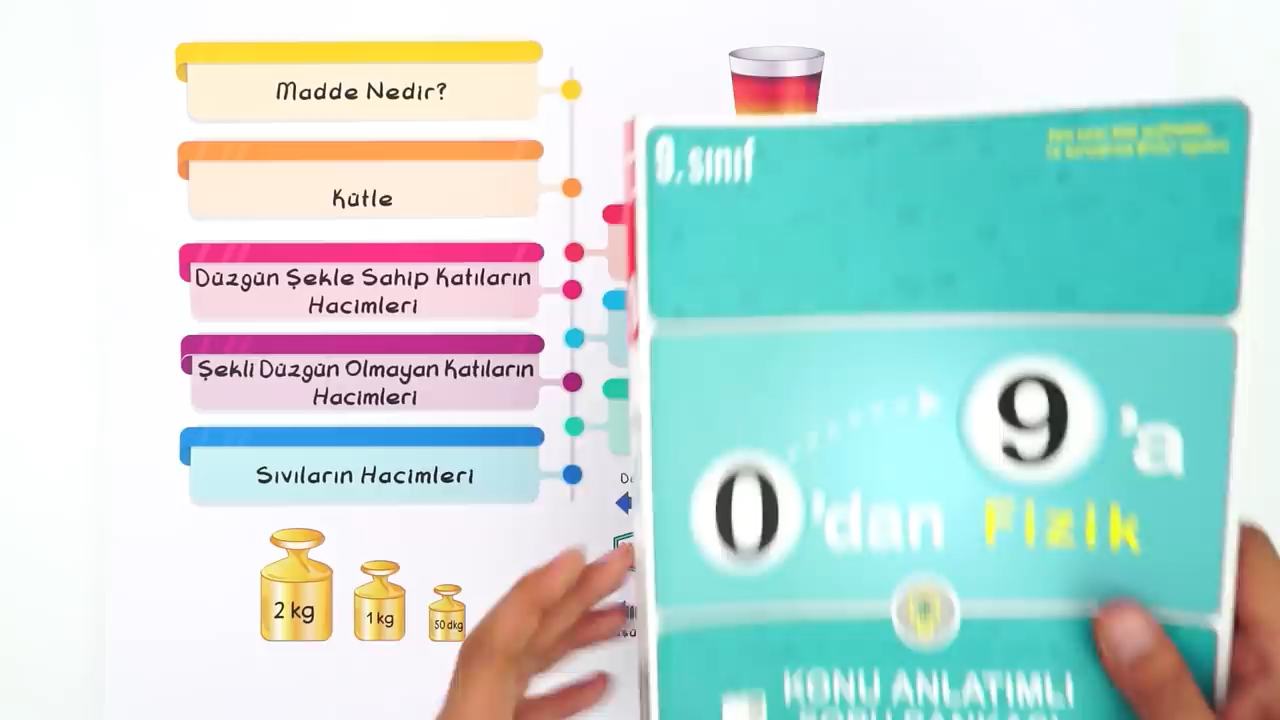 Madde Nedir?
Kütle
Düzgün Şekle Sahip Katıların
Hacimleri
Şekli Düzgün Olmayan Katıların
Hacimleri
Sıvıların Hacimleri
2 kg
1 kg
50 dkg
9. sınıf
0'dan 9'a
Fizik
KONU ANLATIMLI